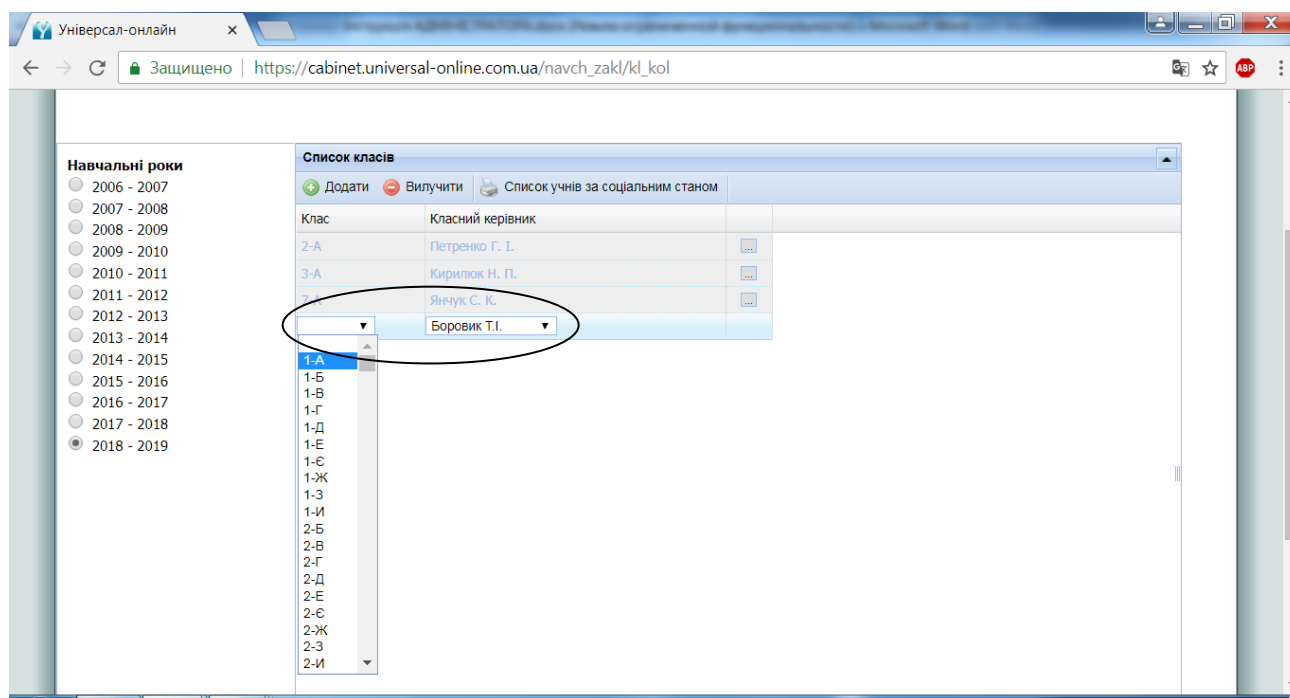 Універсал-онлайн
Защищено | https://cabinet.universal-online.com.ua/navch_zakl/kl_kol
ABP
Навчальні роки
2006 - 2007
2007 - 2008
2008 - 2009
2009 - 2010
2010 - 2011
2011 - 2012
2012 - 2013
2013 - 2014
2014 - 2015
2015 - 2016
2016 - 2017
2017 - 2018
2018 - 2019
Список класів
Додати Вилучити Список учнів за соціальним станом
Клас Класний керівник
2-А Петренко Г. І. ...
3-А Кирилюк Н. П. ...
7-А Янчук С. К. ...
Боровик Т.І.
1-А
1-Б
1-В
1-Г
1-Д
1-Е
1-Є
1-Ж
1-З
1-И
2-Б
2-В
2-Г
2-Д
2-Е
2-Є
2-Ж
2-З
2-И